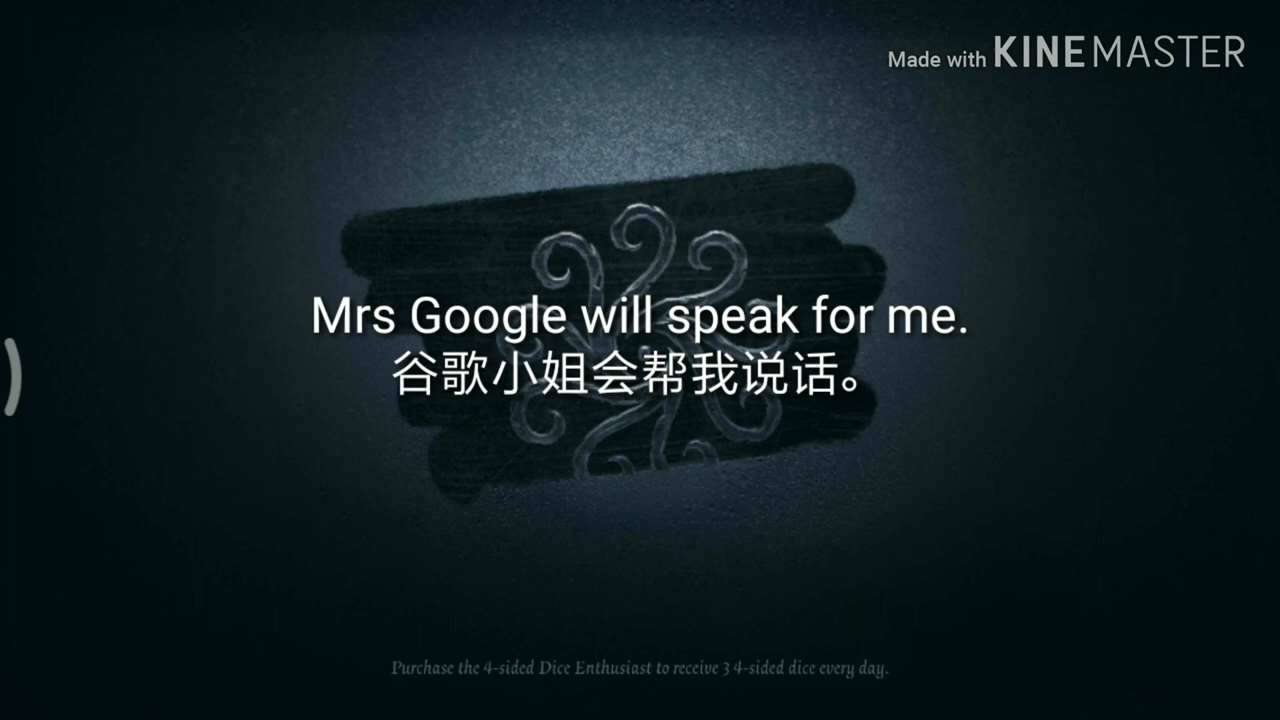 Made with KINEMASTER
Mrs Google will speak for me.
谷歌小姐会帮我说话。
Purchase the 4-sided Dice Enthusiast to receive 3 4-sided dice every day.